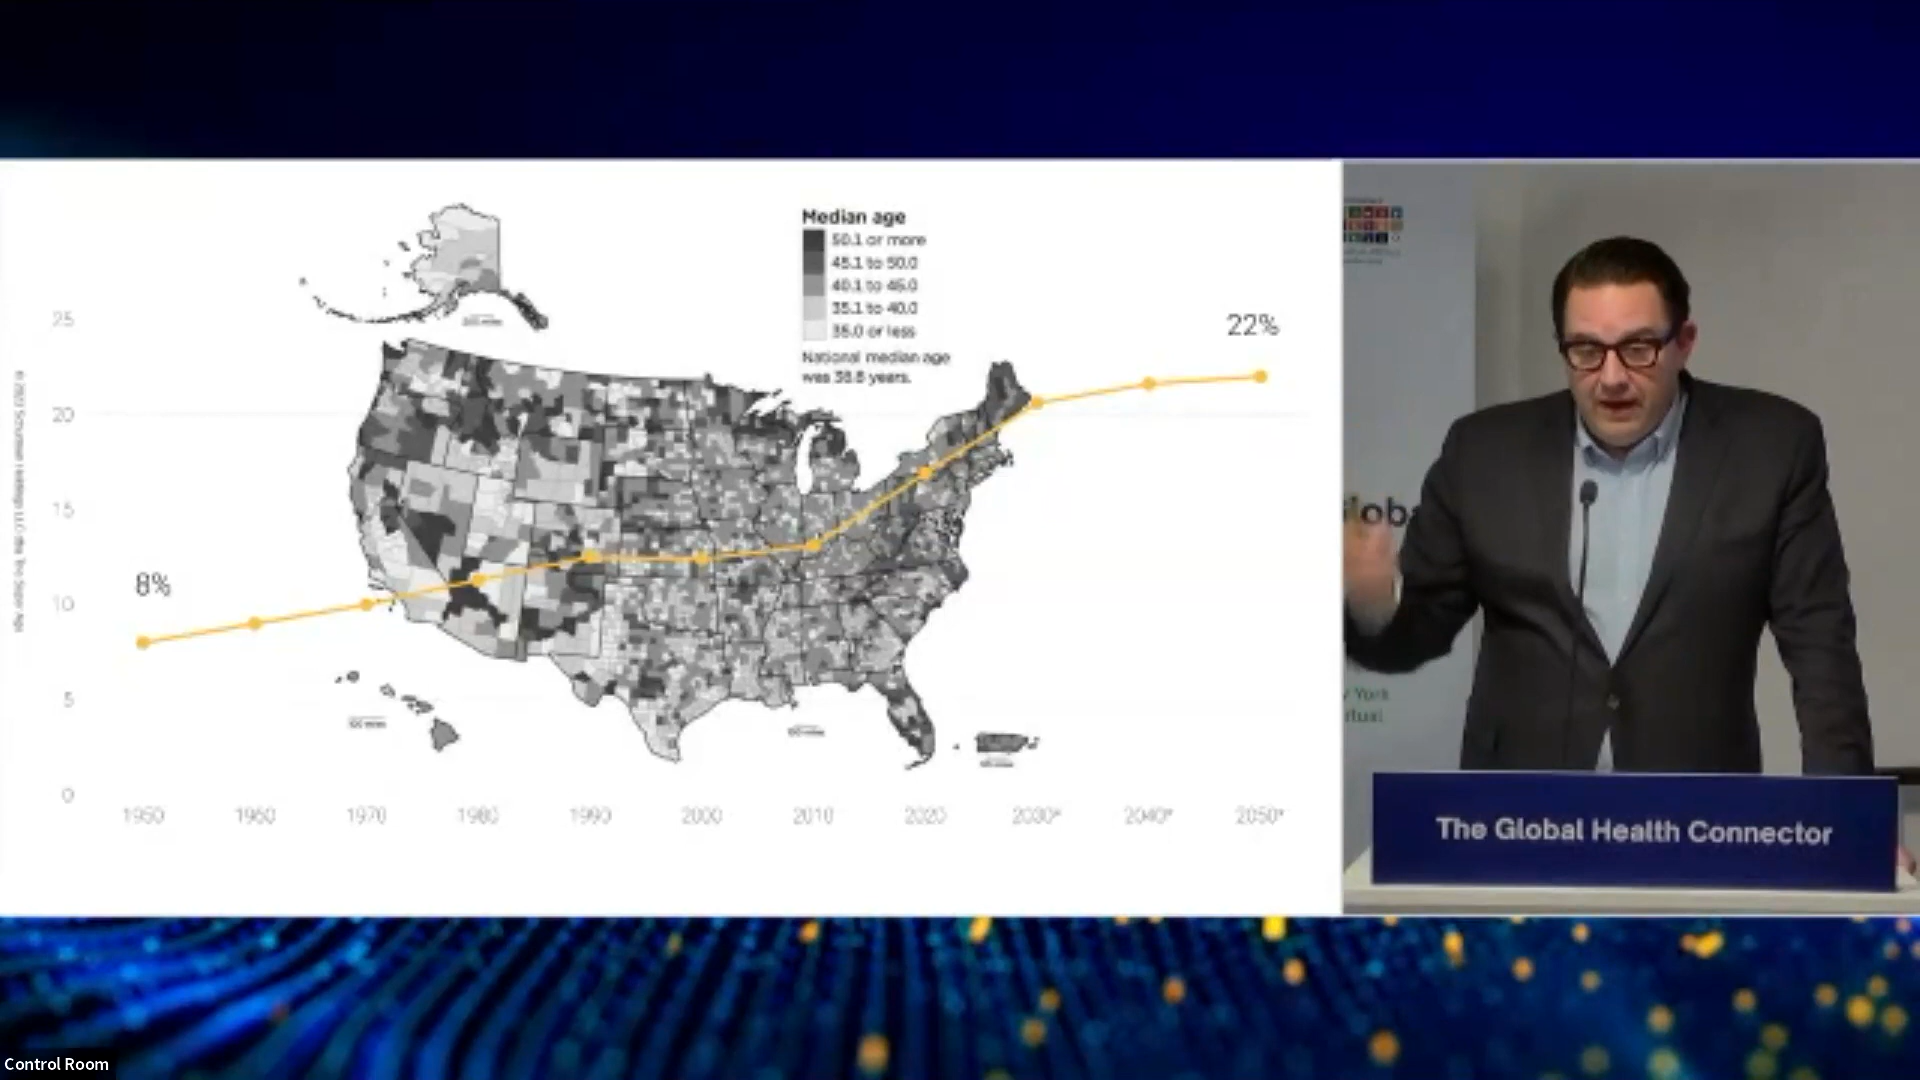 Median age
50.1 or more
45.1 to 50.0
40.1 to 45.0
35.1 to 40.0
35.0 or less
National median age
was 38.8 years.
25
20
15
10
5
0
8%
22%
1950
1960
1970
1980
1990
2000
2010
2020
2030*
2040*
2050*
Global
York
The Global Health Connector
Control Room